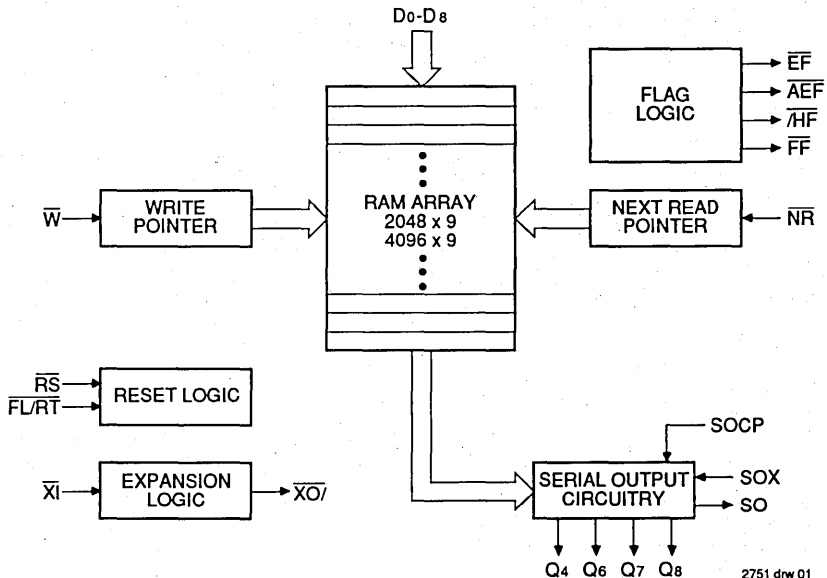 D0-D8
FLAG
LOGIC
EF
AEF
/HF
FF
W
WRITE
POINTER
RAM ARRAY
2048 x 9
4096 x 9
NEXT READ
POINTER
NR
RS
FL/RT
RESET LOGIC
SOCP
XI
EXPANSION
LOGIC
XO/
SERIAL OUTPUT
CIRCUITRY
SOX
SO
Q4 Q6 Q7 Q8
2751 drw 01